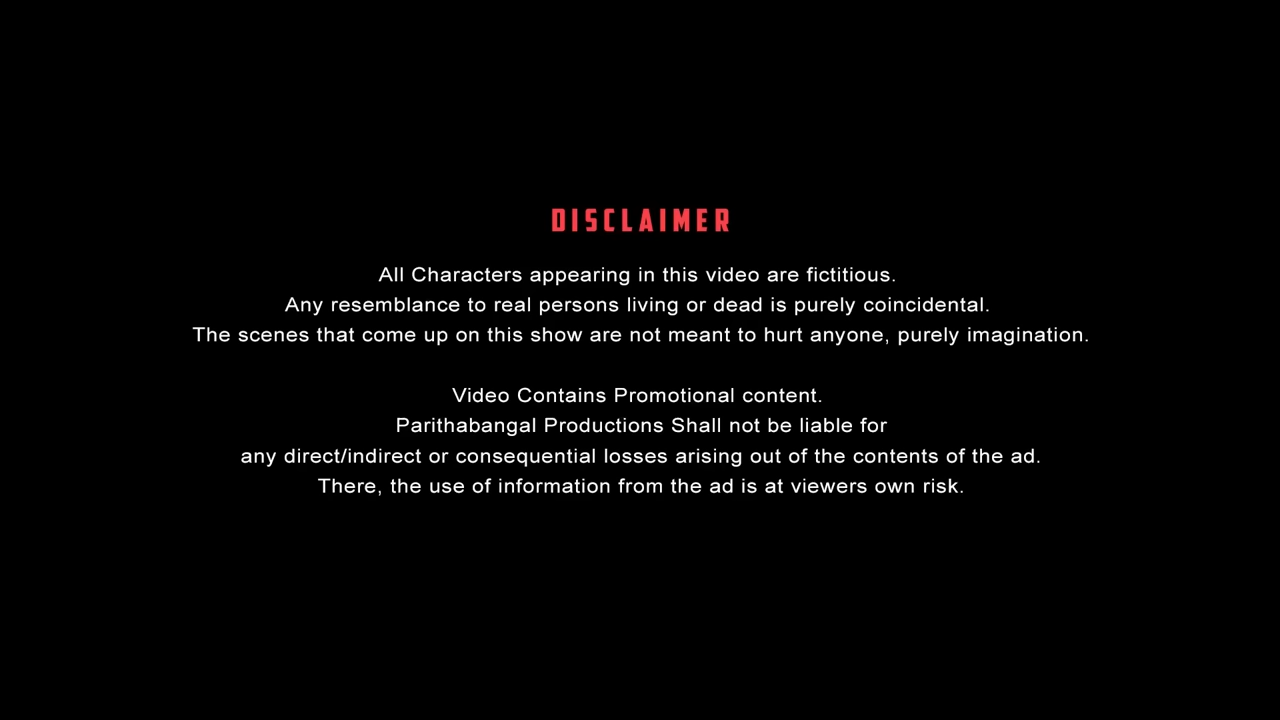 DISCLAIMER
All Characters appearing in this video are fictitious.
Any resemblance to real persons living or dead is purely coincidental.
The scenes that come up on this show are not meant to hurt anyone, purely imagination.
Video Contains Promotional content.
Parithabangal Productions Shall not be liable for
any direct/indirect or consequential losses arising out of the contents of the ad.
There, the use of information from the ad is at viewers own risk.